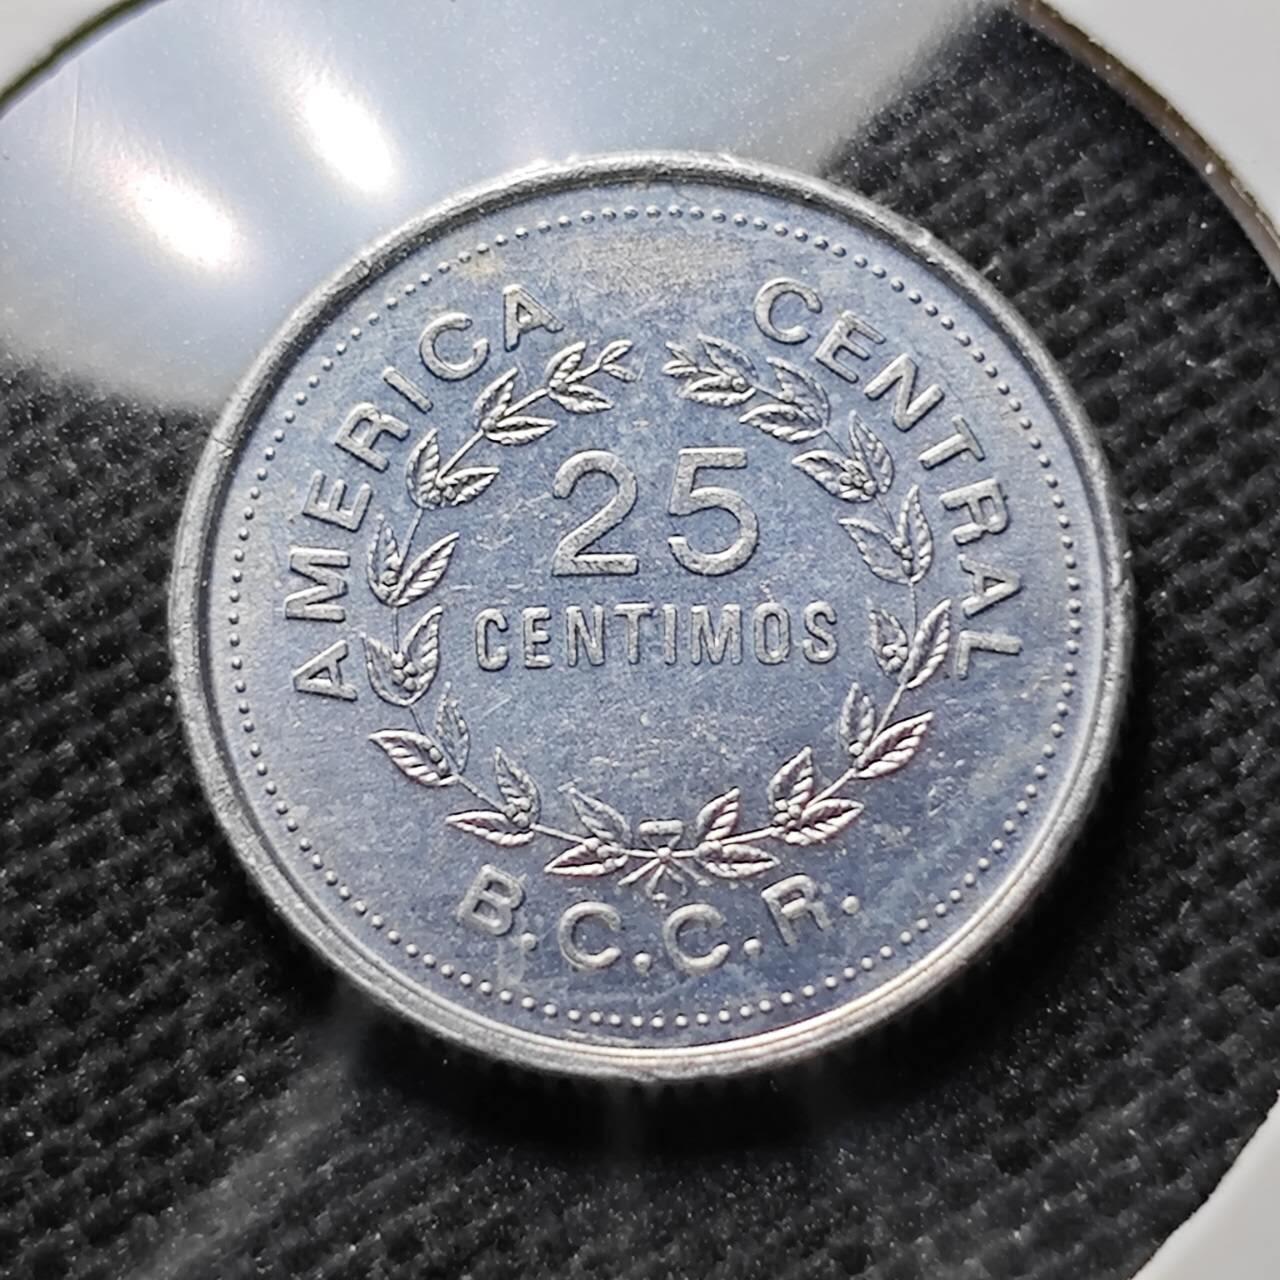 AMERICA CENTRAL
25
CENTIMOS
B.C.C.R.